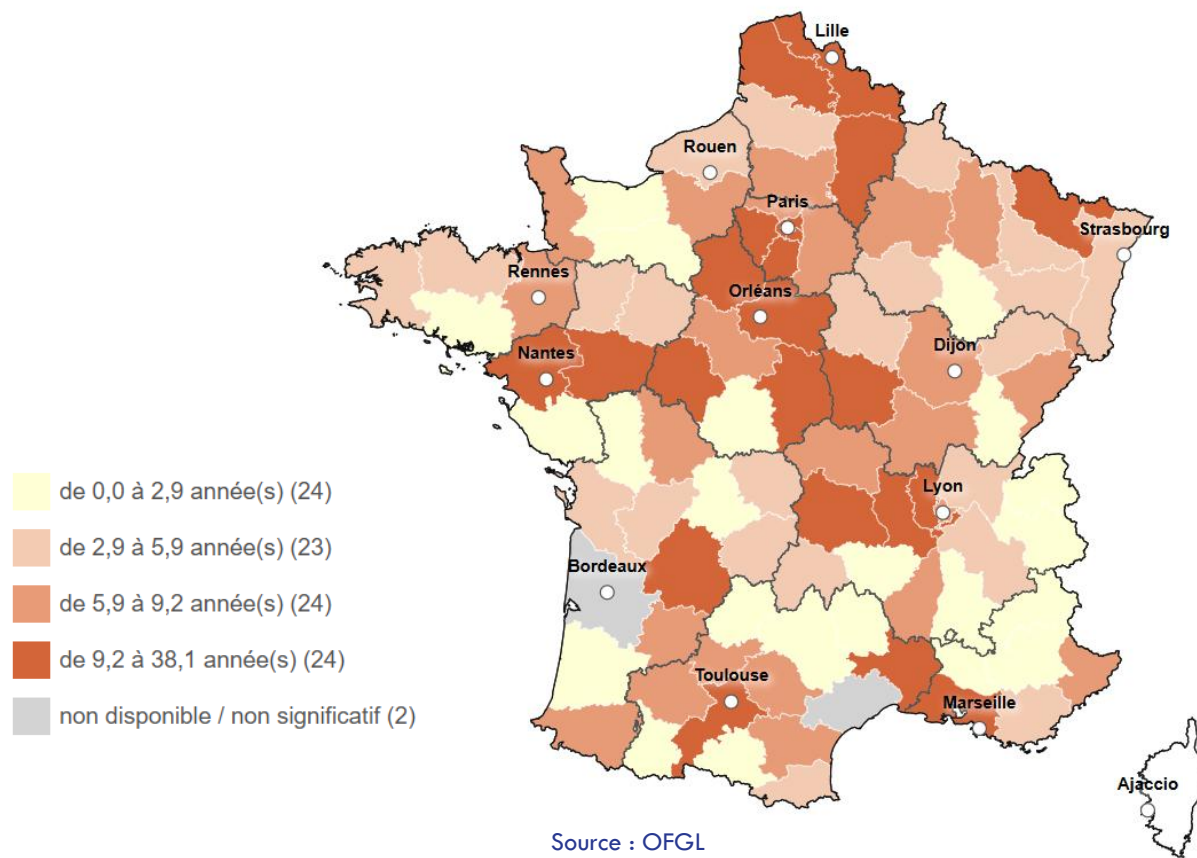 Lille
Rouen
Paris
Strasbourg
Rennes
Orléans
Dijon
Nantes
de 0,0 à 2,9 année(s) (24)
Lyon
de 2,9 à 5,9 année(s) (23)
Bordeaux
de 5,9 à 9,2 année(s) (24)
de 9,2 à 38,1 année(s) (24)
Toulouse
non disponible / non significatif (2)
Marseille
Ajaccio
Source : OFGL